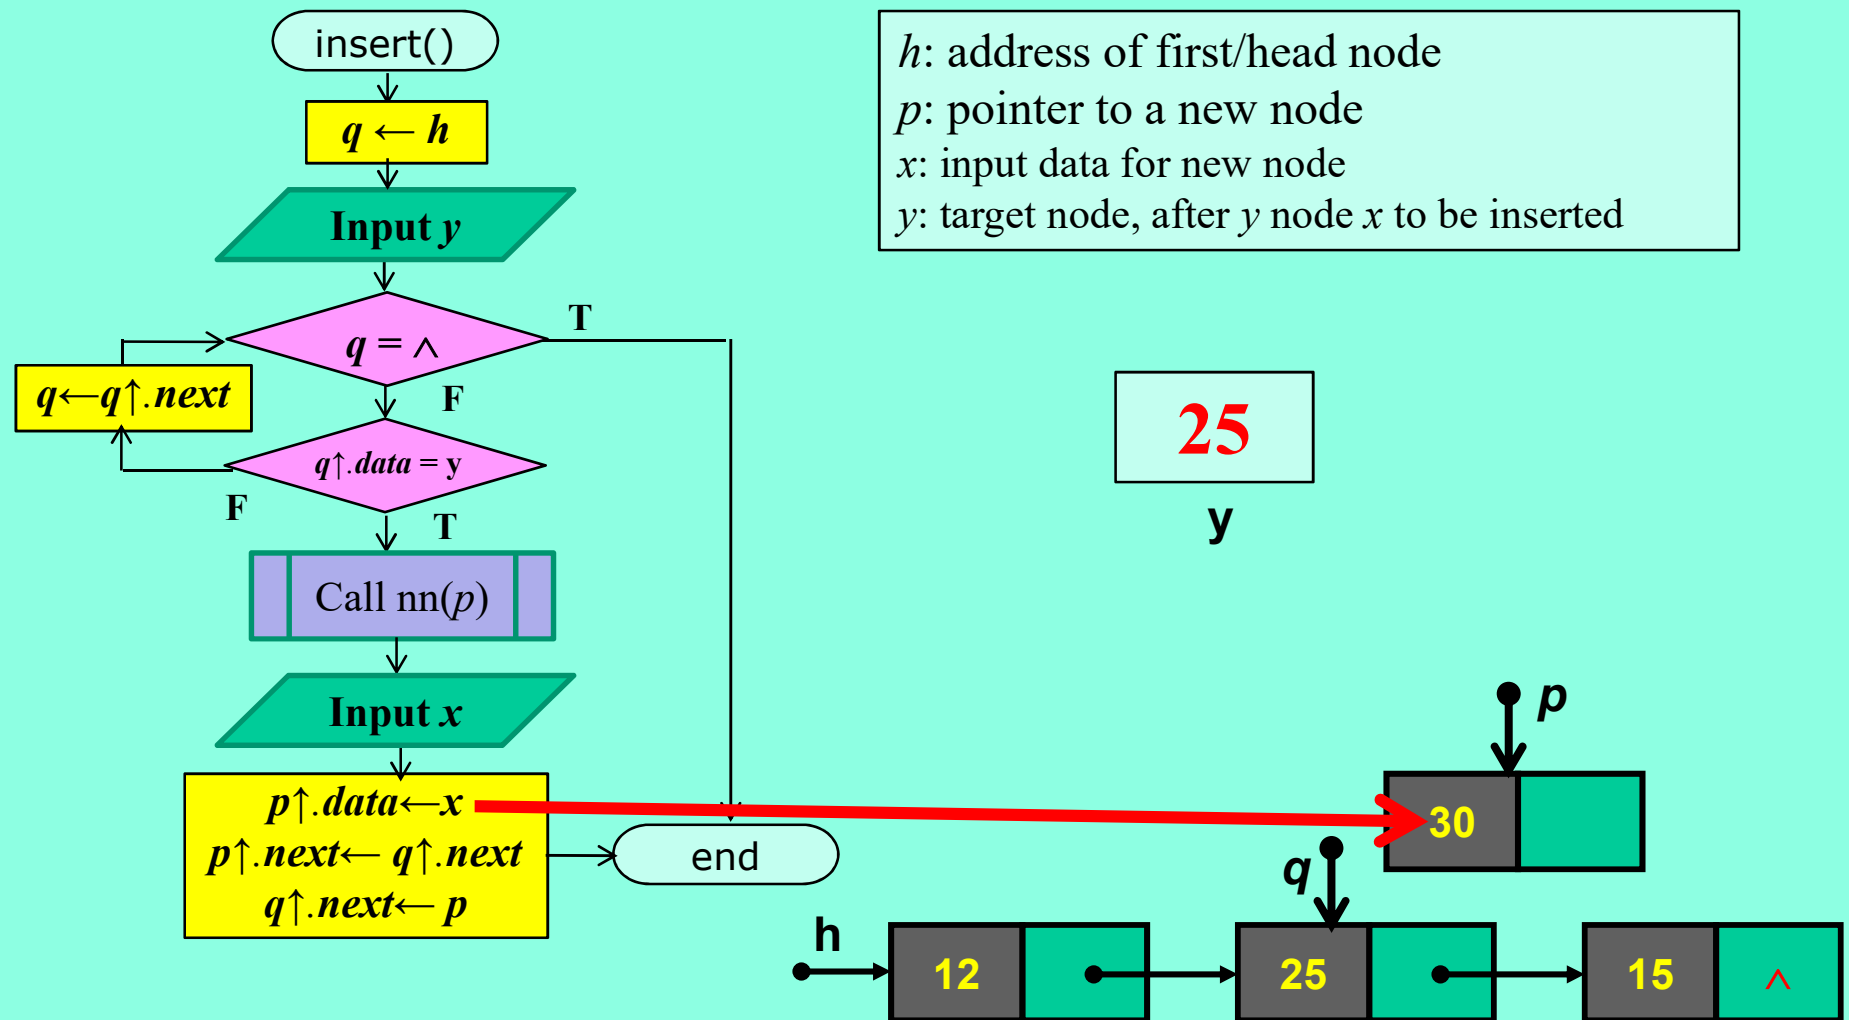 insert()
q ← h
Input y
q = ∧
T
F
q←q↑.next
q↑.data = y
F
T
Call nn(p)
Input x
p↑.data←x
p↑.next← q↑.next
q↑.next← p
end
h: address of first/head node
p: pointer to a new node
x: input data for new node
y: target node, after y node x to be inserted
25
y
p
30
q
h
12
25
15
∧